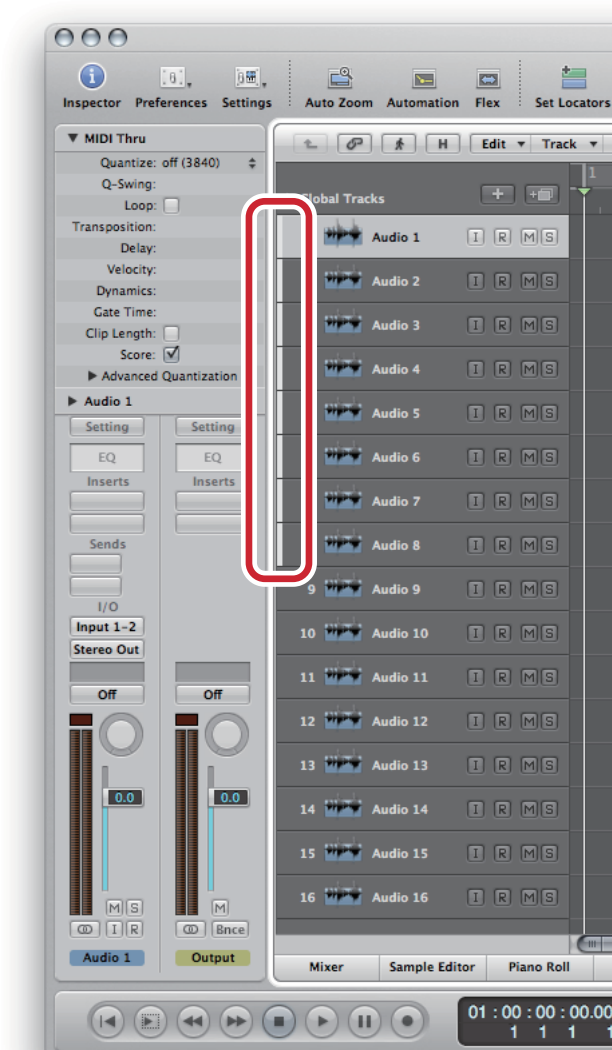 Inspector Preferences Settings Auto Zoom Automation Flex Set Locators
MIDI Thru
Quantize: off (3840)
Q-Swing:
Loop:
Transposition:
Delay:
Velocity:
Dynamics:
Gate Time:
Clip Length:
Score:
Advanced Quantization
Audio 1
Setting Setting
EQ EQ
Inserts Inserts
Sends
I/O
Input 1-2
Stereo Out
Off Off
0.0 0.0
M S M
I R Bnce
Audio 1 Output
H Edit Track
1
Global Tracks
Audio 1 I R M S
Audio 2 I R M S
Audio 3 I R M S
Audio 4 I R M S
Audio 5 I R M S
Audio 6 I R M S
Audio 7 I R M S
Audio 8 I R M S
9 Audio 9 I R M S
10 Audio 10 I R M S
11 Audio 11 I R M S
12 Audio 12 I R M S
13 Audio 13 I R M S
14 Audio 14 I R M S
15 Audio 15 I R M S
16 Audio 16 I R M S
Mixer Sample Editor Piano Roll
01 : 00 : 00 : 00.00
1 1 1